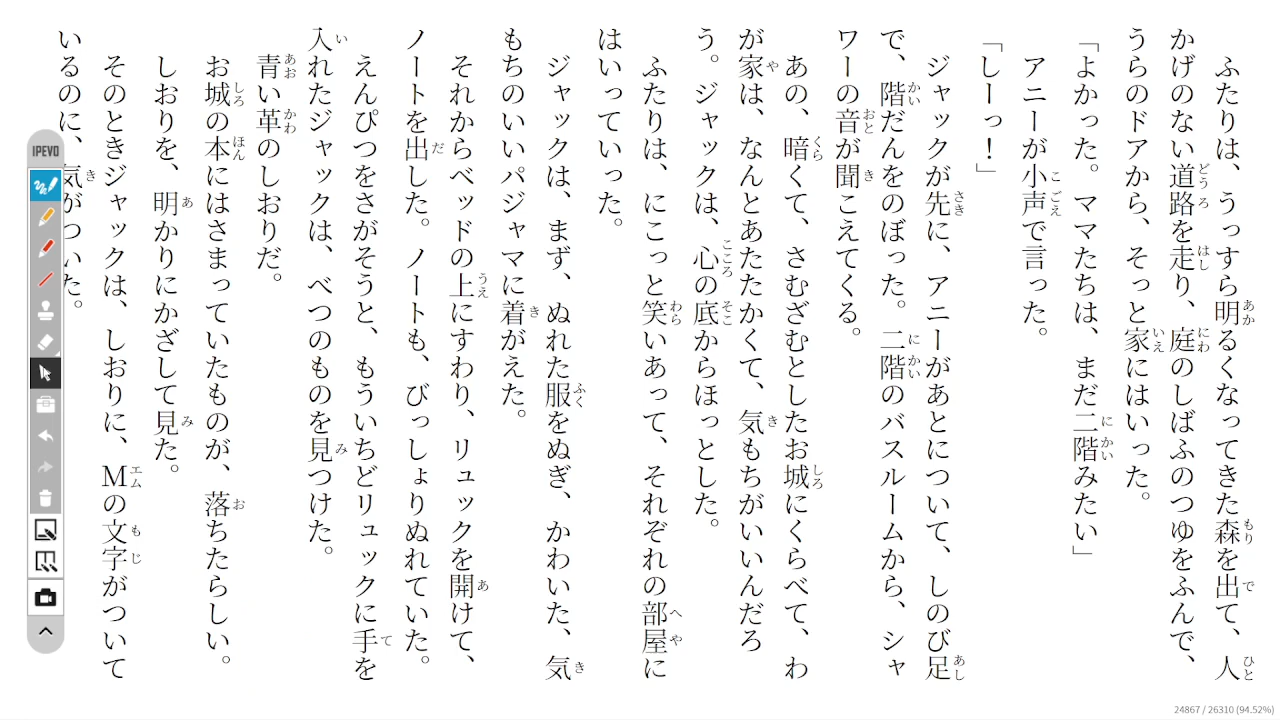 ふたりは、うっすら明るくなってきた森を出て、人
かげのない道路を走り、庭のしばふのつゆをふんで、
うらのドアから、そっと家にはいった。
「よかった。ママたちは、まだ二階みたい」
アニーが小声で言った。
「しーっ！」
ジャックが先に、アニーがあとについて、しのび足
で、階だんをのぼった。二階のバスルームから、シャ
ワーの音が聞こえてくる。
あの、暗くて、さむざむとしたお城にくらべて、わ
が家は、なんとあたたかくて、気もちがいいんだろ
う。ジャックは、心の底からほっとした。
ふたりは、にこっと笑いあって、それぞれの部屋に
はいっていった。
ジャックは、まず、ぬれた服をぬぎ、かわいた、気
もちのいいパジャマに着がえた。
それからベッドの上にすわり、リュックを開けて、
ノートを出した。ノートも、びっしょりぬれていた。
えんぴつをさがそうと、もういちどリュックに手を
入れたジャックは、べつのものを見つけた。
青い革のしおりだ。
お城の本にはさまっていたものが、落ちたらしい。
しおりを、明かりにかざして見た。
そのときジャックは、しおりに、Mの文字がついて
いるのに、気がついた。
IPEVO
24867 / 26310 (94.52%)